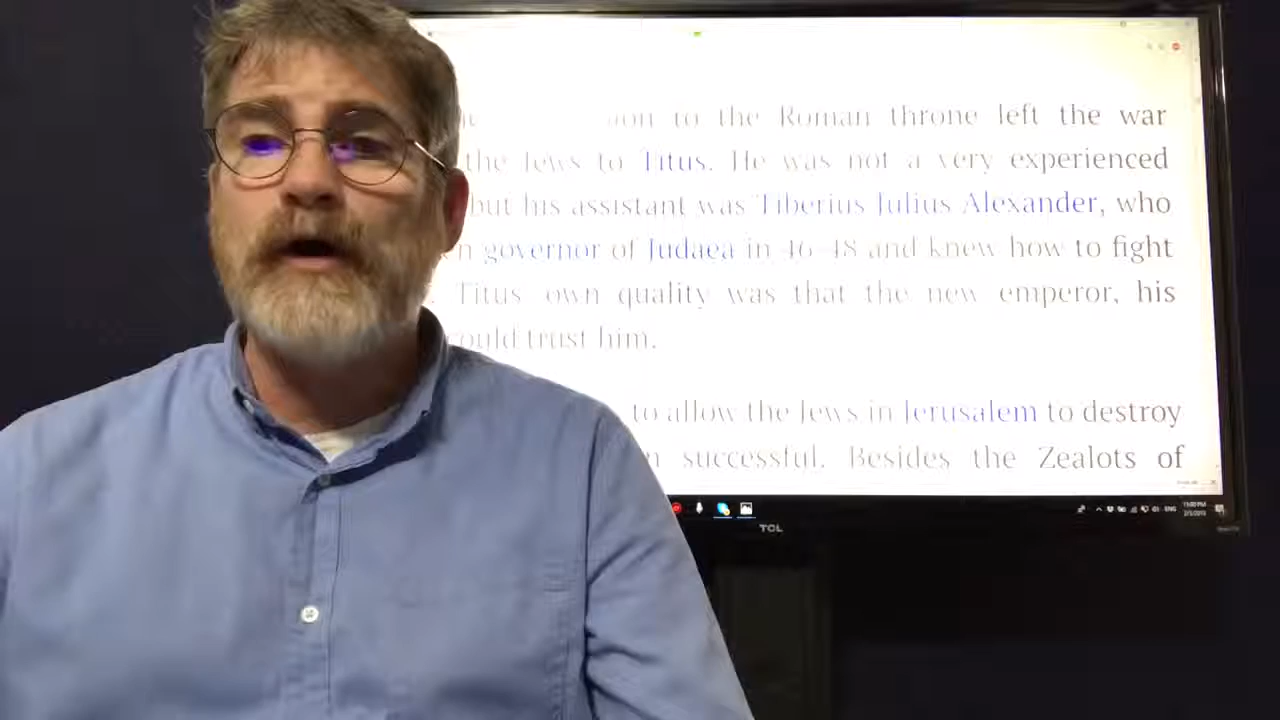 to the Roman throne left the war
the Jews to Titus. He was not a very experienced
but his assistant was Tiberius Julius Alexander, who
governor of Judaea in 46-48 and knew how to fight
Titus' own quality was that the new emperor, his
could trust him.
to allow the Jews in Jerusalem to destroy
successful. Besides the Zealots of
ENG
TCL